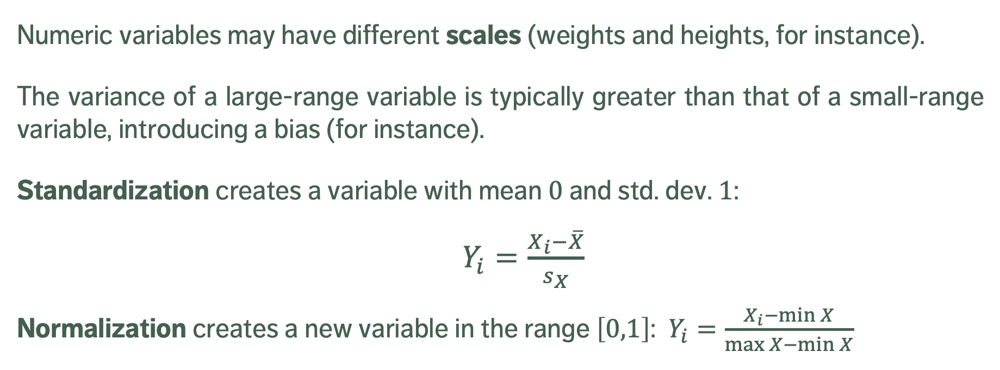 Numeric variables may have different scales (weights and heights, for instance).
The variance of a large-range variable is typically greater than that of a small-range
variable, introducing a bias (for instance).
Standardization creates a variable with mean 0 and std. dev. 1:
Y_i = (X_i − X̄) / s_X
Normalization creates a new variable in the range [0,1]: Y_i = (X_i − min X) / (max X − min X)